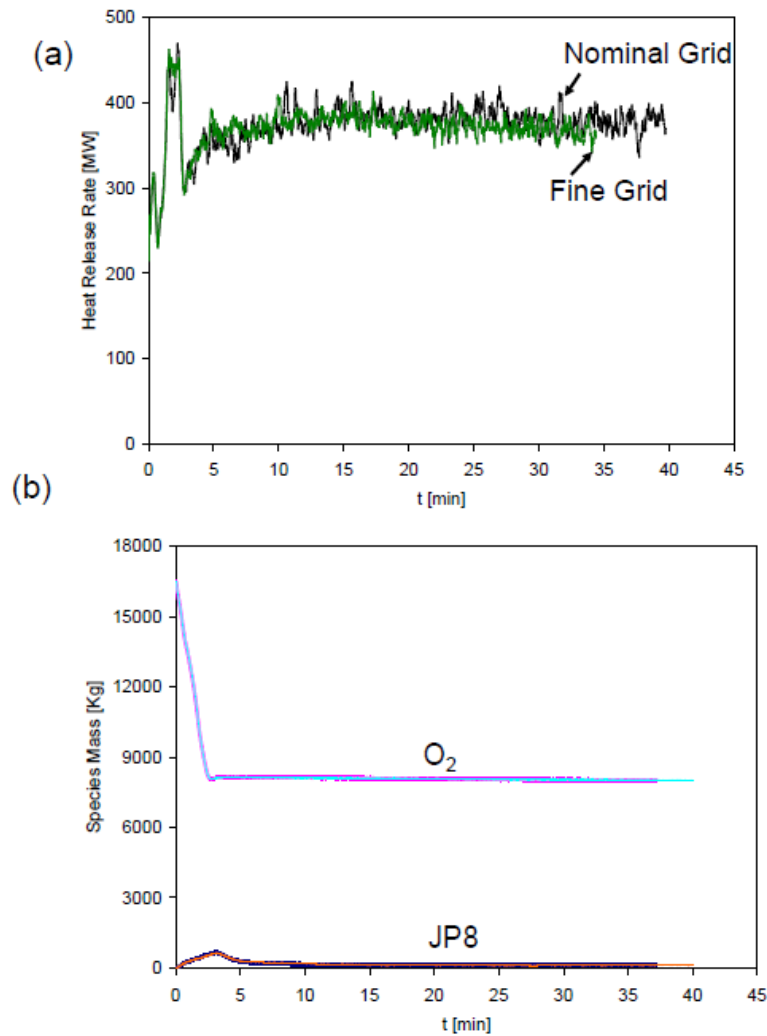 (a)
500
400
300
200
100
0
Heat Release Rate [MW]
Nominal Grid
Fine Grid
0 5 10 15 20 25 30 35 40 45
t [min]
(b)
18000
15000
12000
9000
6000
3000
0
Species Mass [Kg]
O₂
JP8
0 5 10 15 20 25 30 35 40 45
t [min]